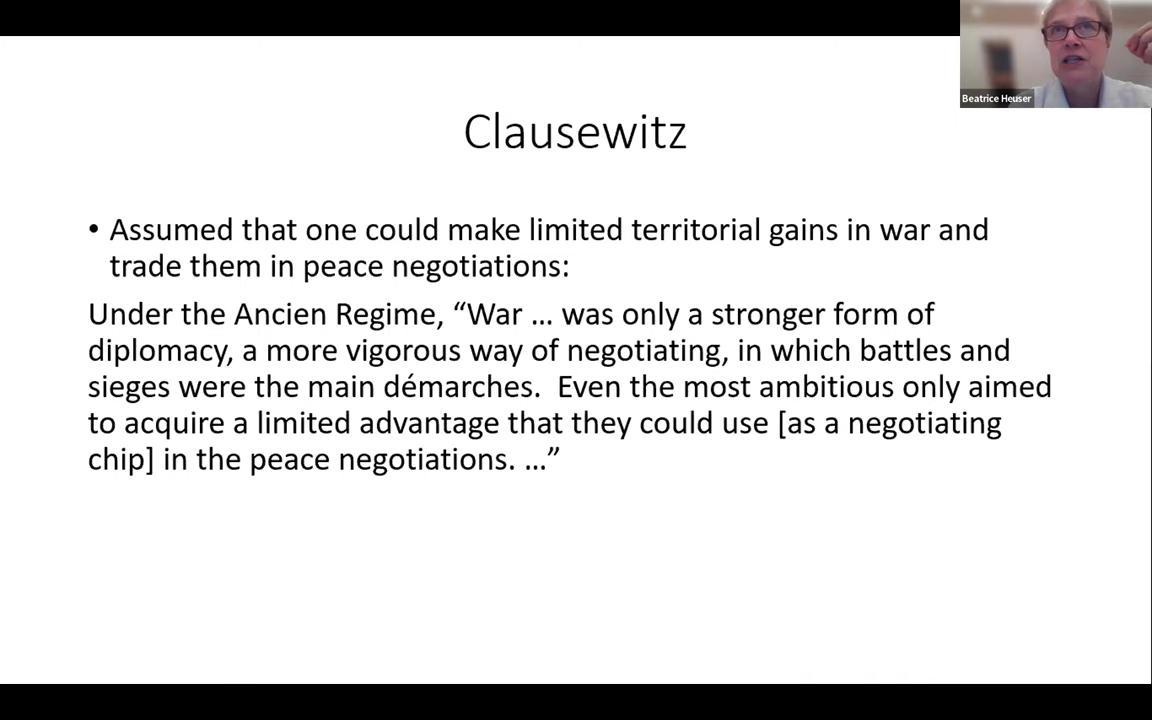 Beatrice Heuser
Clausewitz
• Assumed that one could make limited territorial gains in war and
trade them in peace negotiations:
Under the Ancien Regime, “War … was only a stronger form of
diplomacy, a more vigorous way of negotiating, in which battles and
sieges were the main démarches.  Even the most ambitious only aimed
to acquire a limited advantage that they could use [as a negotiating
chip] in the peace negotiations. …”